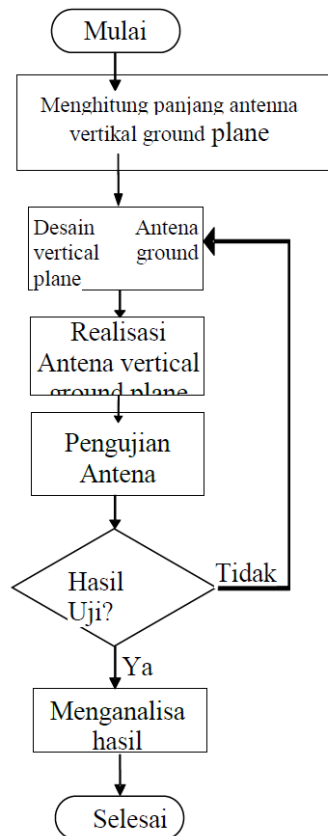 Mulai
Menghitung panjang antenna
vertikal ground plane
Desain Antena
vertical ground
plane
Realisasi
Antena vertical
ground plane
Pengujian
Antena
Hasil
Uji?
Tidak
Ya
Menganalisa
hasil
Selesai